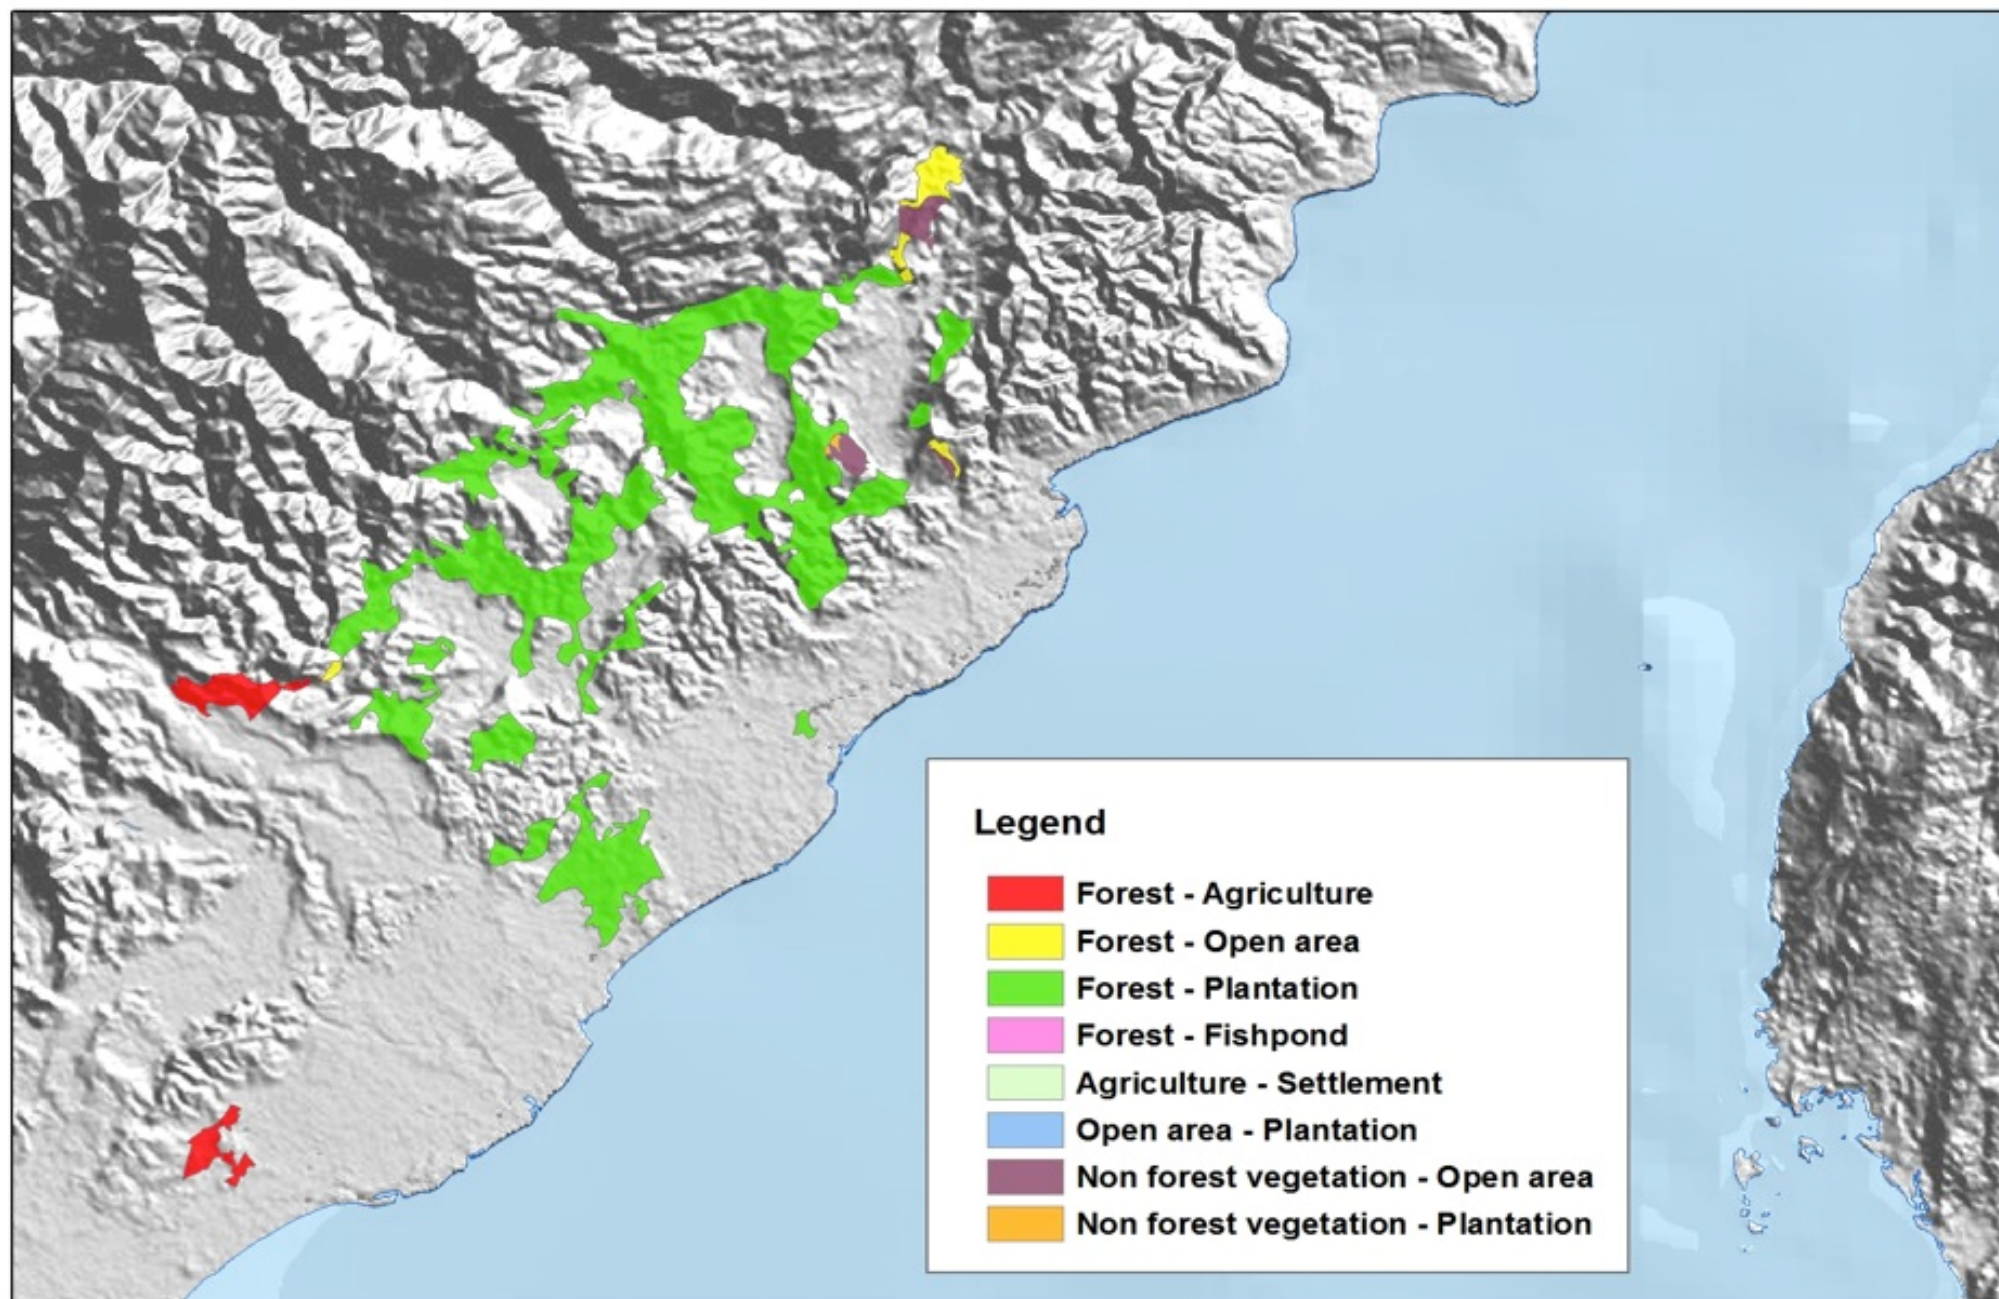 Legend
Forest - Agriculture
Forest - Open area
Forest - Plantation
Forest - Fishpond
Agriculture - Settlement
Open area - Plantation
Non forest vegetation - Open area
Non forest vegetation - Plantation